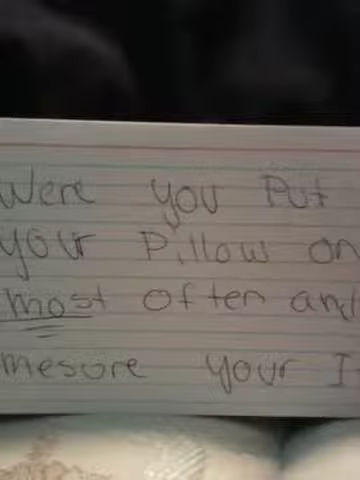 Were you Put
your Pillow on
most often and
mesore your I